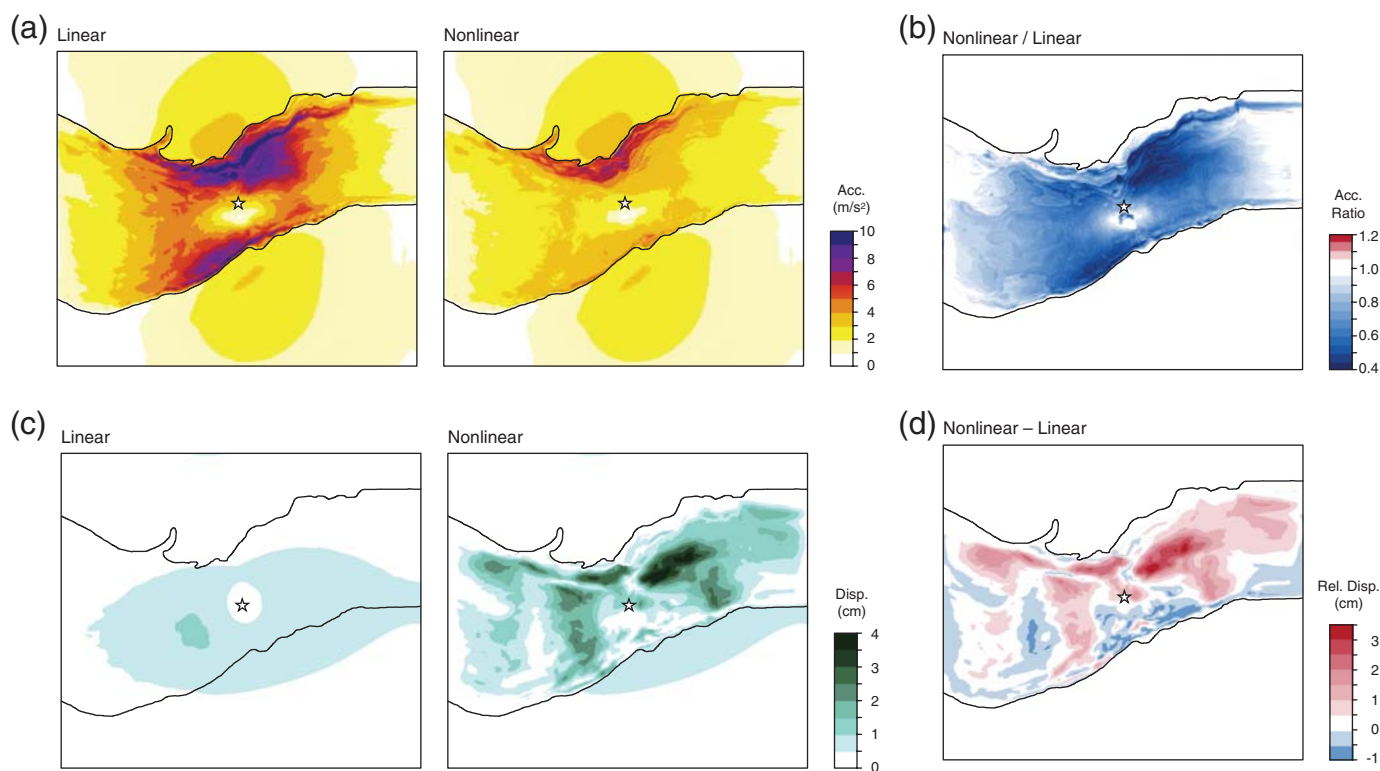 (a)
Linear
Nonlinear
Acc.
(m/s²)
10
8
6
4
2
0
(b)
Nonlinear / Linear
Acc.
Ratio
1.2
1.0
0.8
0.6
0.4
(c)
Linear
Nonlinear
Disp.
(cm)
4
3
2
1
0
(d)
Nonlinear – Linear
Rel. Disp.
(cm)
3
2
1
0
-1